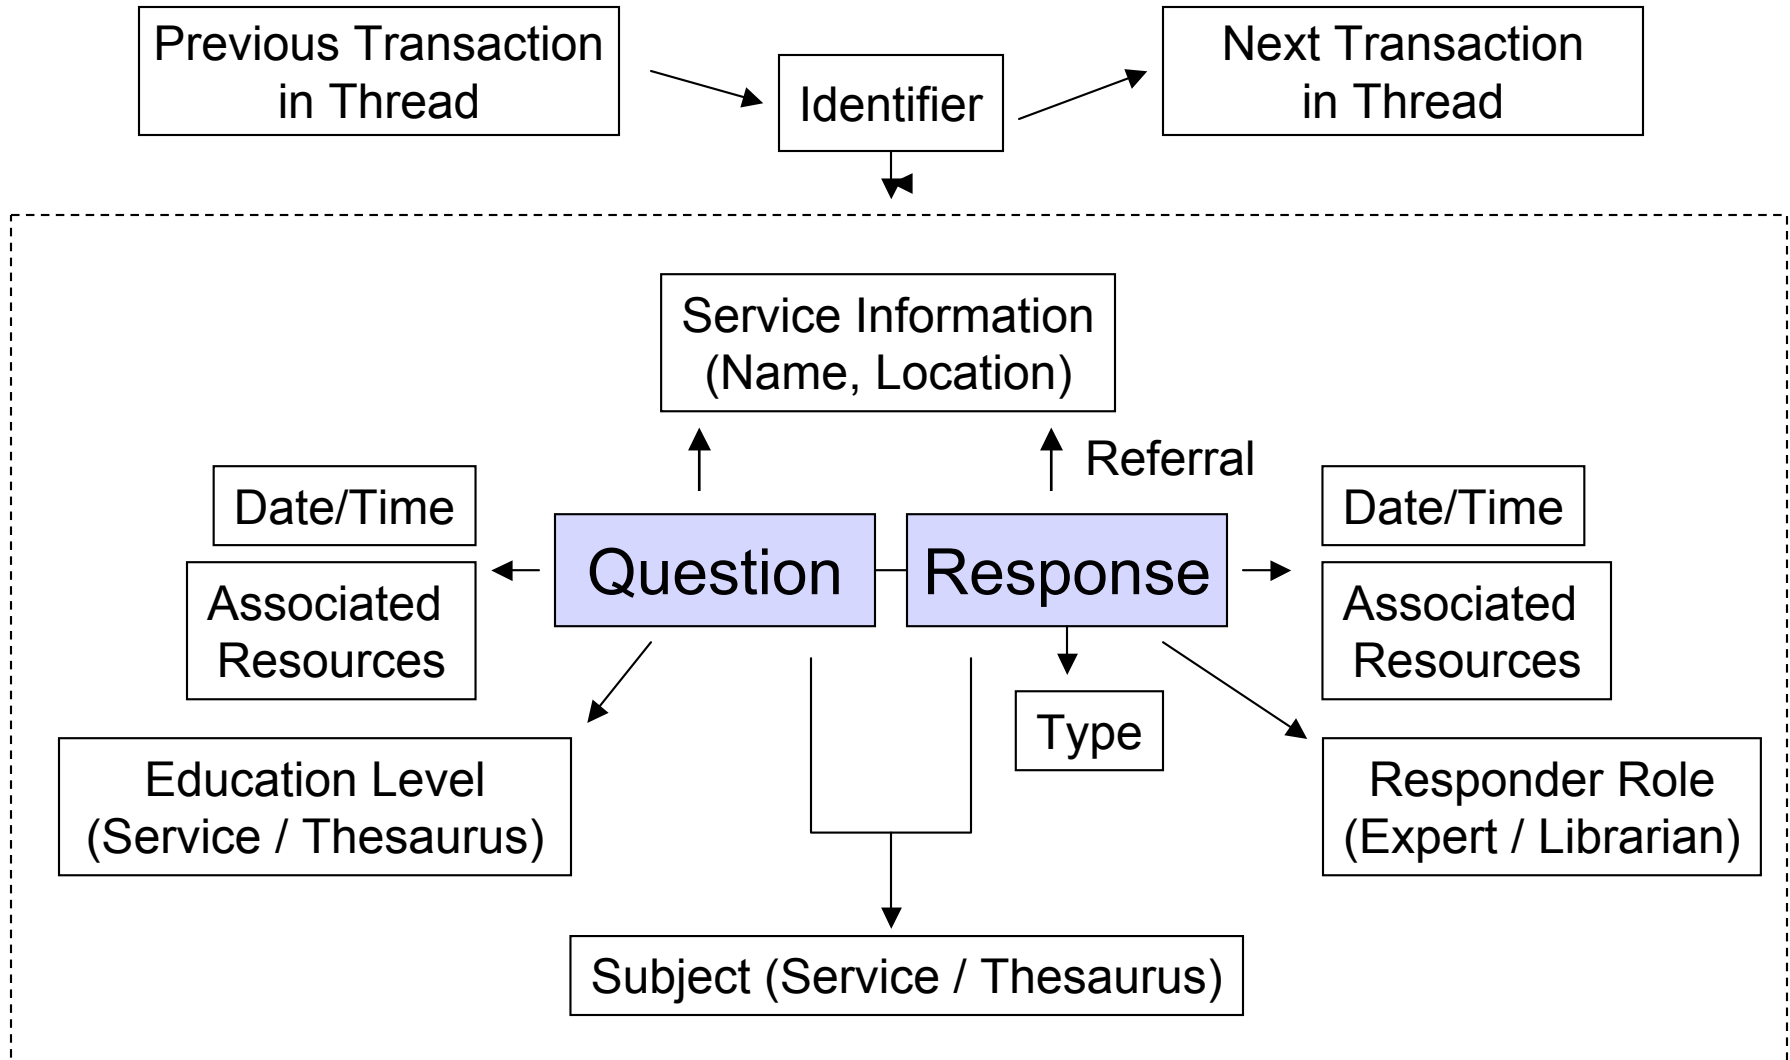 Previous Transaction
in Thread
Identifier
Next Transaction
in Thread
Service Information
(Name, Location)
Referral
Date/Time
Associated
Resources
Question
Response
Date/Time
Associated
Resources
Type
Education Level
(Service / Thesaurus)
Responder Role
(Expert / Librarian)
Subject (Service / Thesaurus)